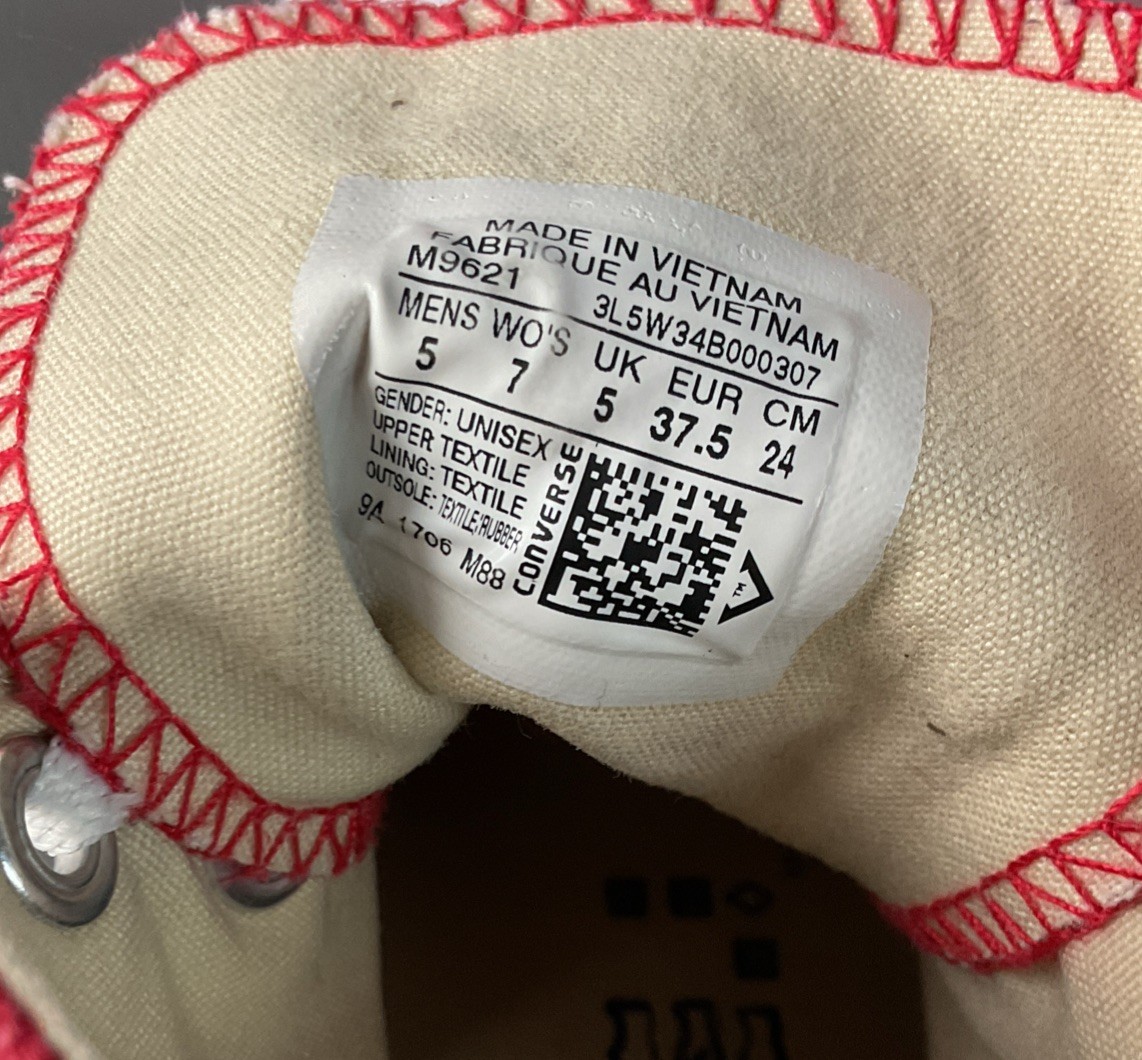 MADE IN VIETNAM
FABRIQUE AU VIETNAM
M9621 3L5W34B000307
MENS WO'S UK EUR CM
5 7 5 37.5 24
GENDER: UNISEX
UPPER TEXTILE
LINING: TEXTILE
OUTSOLE: TEXTILE/RUBBER
9A 1706 M88
CONVERSE
TM